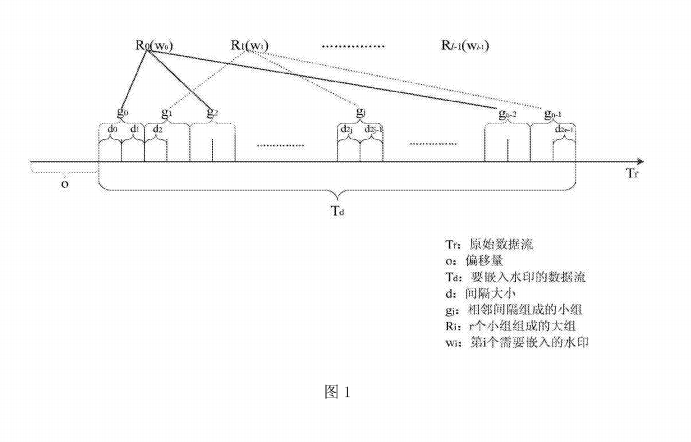 R0(w0) R1(w1) ................ Rl-1(wl-1)
g0 g1 g2 gj gn-2 gn-1
d0 d1 d2 d2j d2j+1 d2n-1
................ ................
o Td Tf
Tf：原始数据流
o：偏移量
Td：要嵌入水印的数据流
d：间隔大小
gj：相邻间隔组成的小组
Ri：r个小组组成的大组
wi：第i个需要嵌入的水印
图1